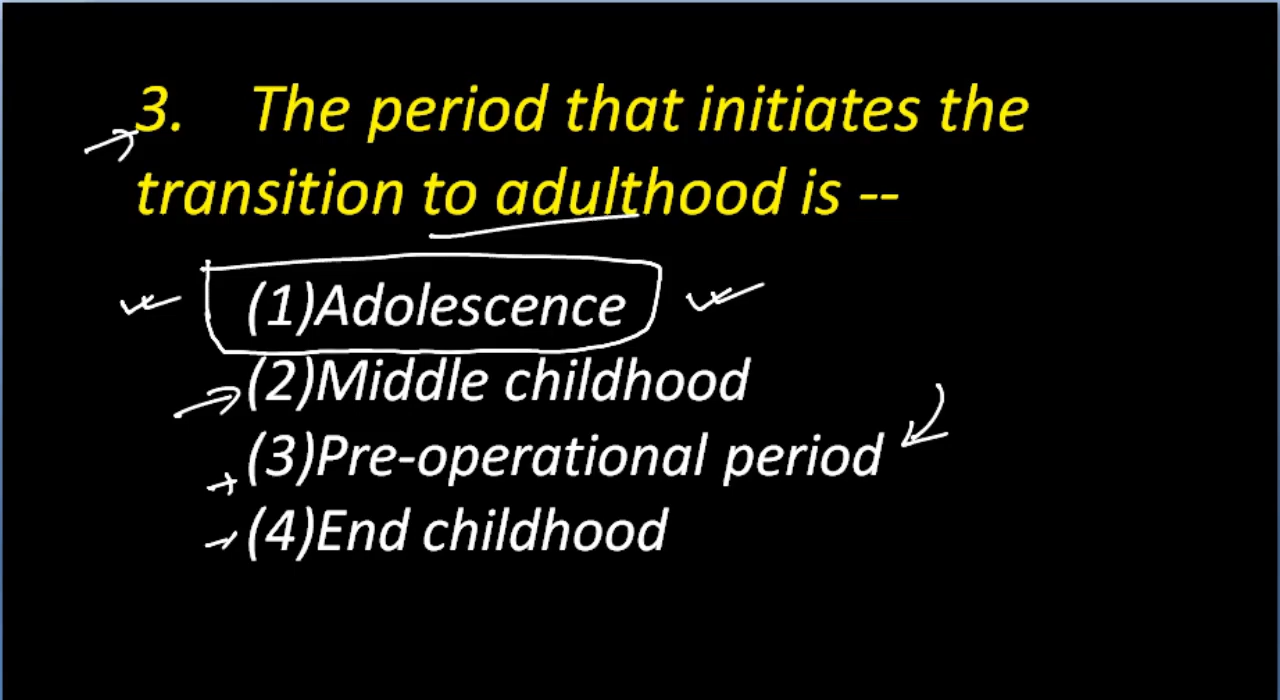 3. The period that initiates the
transition to adulthood is --
(1)Adolescence
(2)Middle childhood
(3)Pre-operational period
(4)End childhood